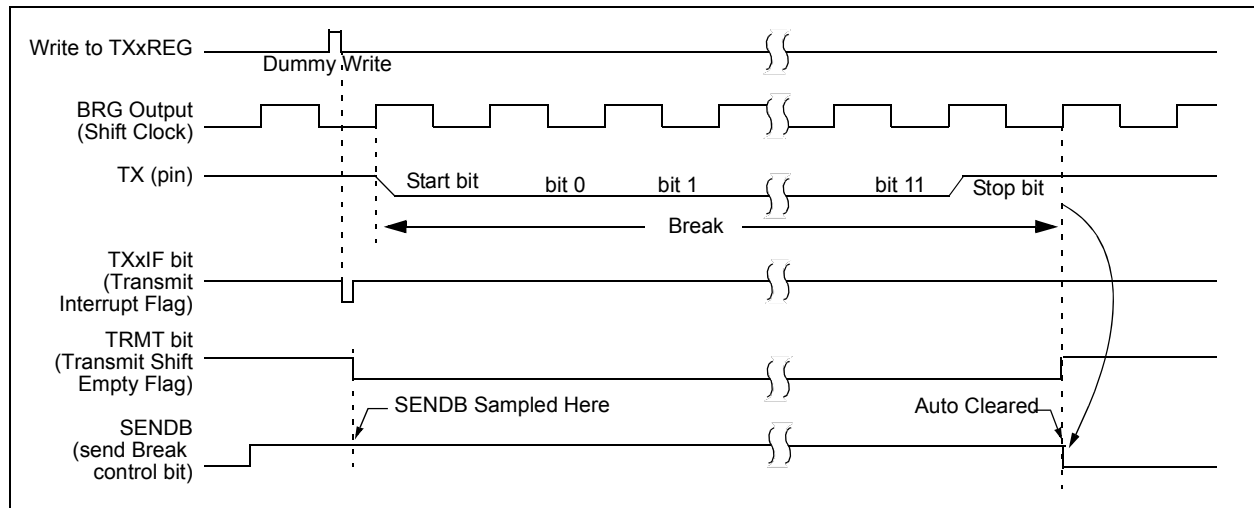 Write to TXxREG
Dummy Write
BRG Output
(Shift Clock)
TX (pin)
Start bit
bit 0
bit 1
bit 11
Stop bit
Break
TXxIF bit
(Transmit
Interrupt Flag)
TRMT bit
(Transmit Shift
Empty Flag)
SENDB Sampled Here
Auto Cleared
SENDB
(send Break
control bit)